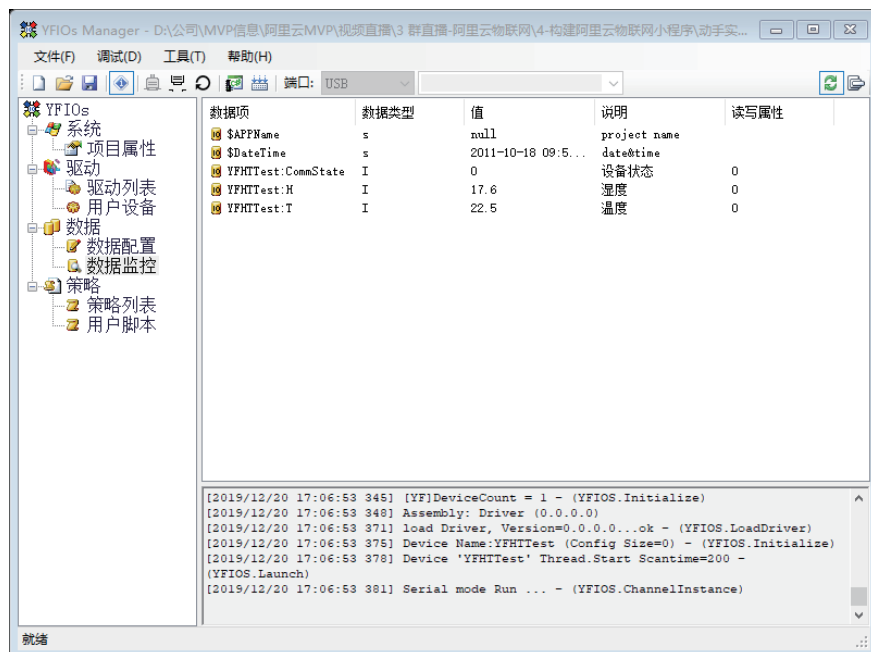 YFIOs Manager - D:\公司\MVP信息\阿里云MVP\视频直播\3 群直播-阿里云物联网\4-构建阿里云物联网小程序\动手实...
文件(F) 调试(D) 工具(T) 帮助(H)
端口: USB
YFIOs
系统
项目属性
驱动
驱动列表
用户设备
数据
数据配置
数据监控
策略
策略列表
用户脚本
数据项 数据类型 值 说明 读写属性
$APPName s null project name
$DateTime s 2011-10-18 09:5... date&time
YFHTTest:CommState I 0 设备状态 0
YFHTTest:H I 17.6 湿度 0
YFHTTest:T I 22.5 温度 0
[2019/12/20 17:06:53 345] [YF]DeviceCount = 1 - (YFIOS.Initialize)
[2019/12/20 17:06:53 348] Assembly: Driver (0.0.0.0)
[2019/12/20 17:06:53 371] load Driver, Version=0.0.0.0...ok - (YFIOS.LoadDriver)
[2019/12/20 17:06:53 375] Device Name:YFHTTest (Config Size=0) - (YFIOS.Initialize)
[2019/12/20 17:06:53 378] Device 'YFHTTest' Thread.Start Scantime=200 -
(YFIOS.Launch)
[2019/12/20 17:06:53 381] Serial mode Run ... - (YFIOS.ChannelInstance)
就绪